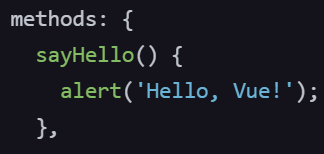 methods: {
  sayHello() {
    alert('Hello, Vue!');
  },